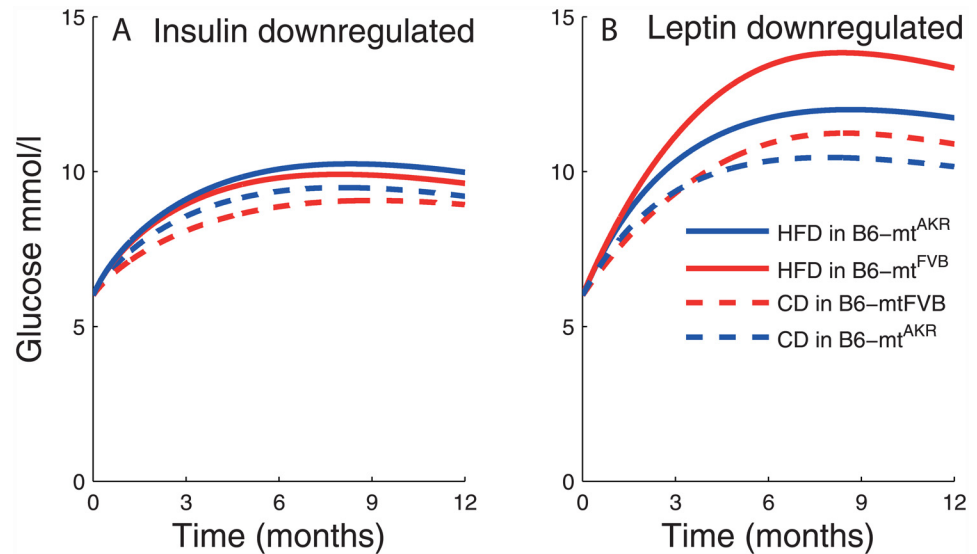 A Insulin downregulated
B Leptin downregulated
Glucose mmol/l
15
10
5
0
0 3 6 9 12
Time (months)
15
10
5
0
0 3 6 9 12
Time (months)
HFD in B6−mtAKR
HFD in B6−mtFVB
CD in B6−mtFVB
CD in B6−mtAKR